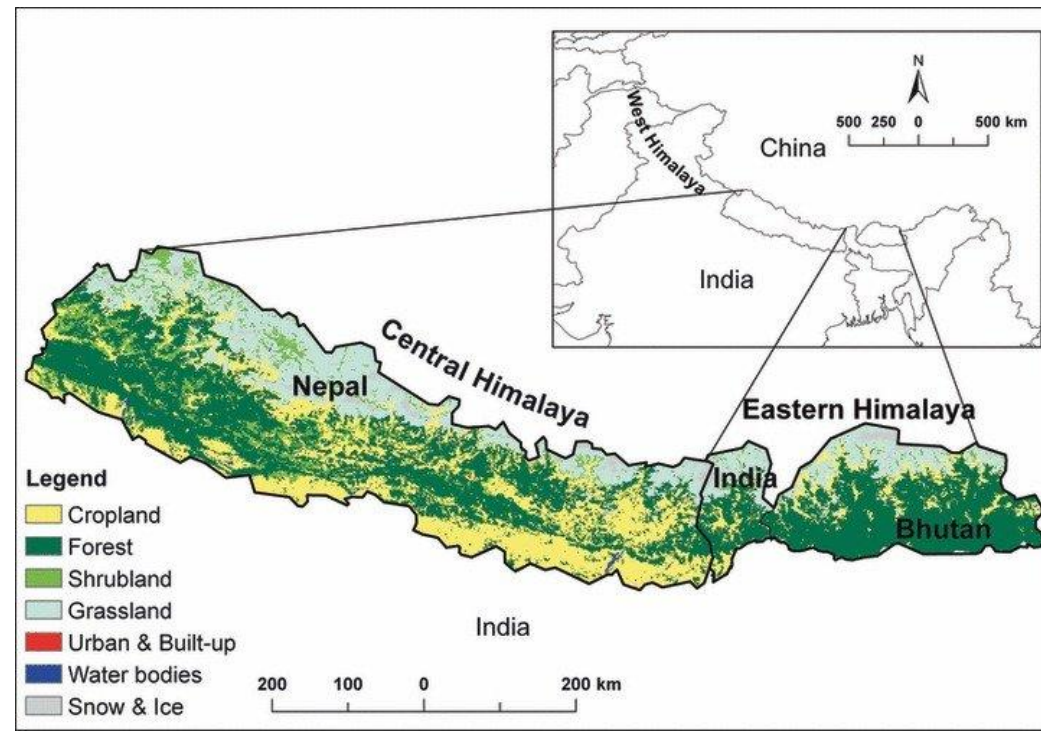 N
500 250 0 500 km
West Himalaya
China
India
Central Himalaya
Nepal
Eastern Himalaya
India
Bhutan
Legend
Cropland
Forest
Shrubland
Grassland
Urban & Built-up
Water bodies
Snow & Ice
India
200 100 0 200 km